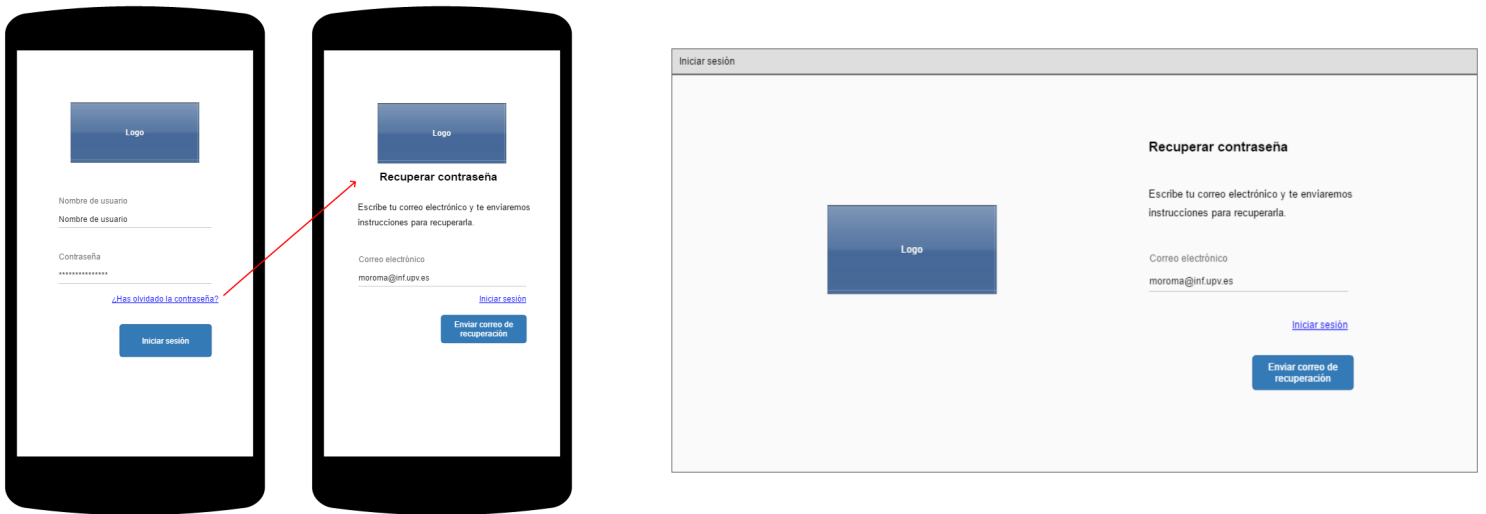 Logo
Nombre de usuario
Nombre de usuario
Contraseña
***************
¿Has olvidado la contraseña?
Iniciar sesión
Logo
Recuperar contraseña
Escribe tu correo electrónico y te enviaremos
instrucciones para recuperarla.
Correo electrónico
moroma@inf.upv.es
Iniciar sesión
Enviar correo de
recuperación
Iniciar sesión
Logo
Recuperar contraseña
Escribe tu correo electrónico y te enviaremos
instrucciones para recuperarla.
Correo electrónico
moroma@inf.upv.es
Iniciar sesión
Enviar correo de
recuperación